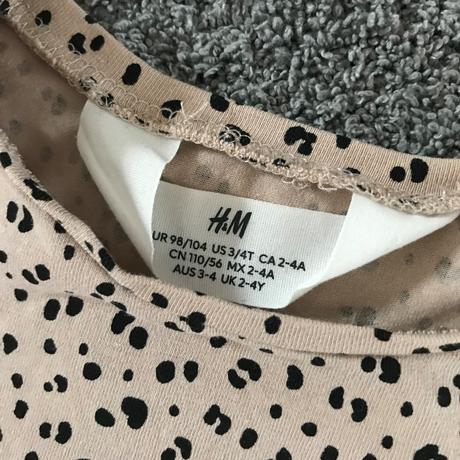 H&M
UR 98/104 US 3/4T CA 2-4A
CN 110/56 MX 2-4A
AUS 3-4 UK 2-4Y